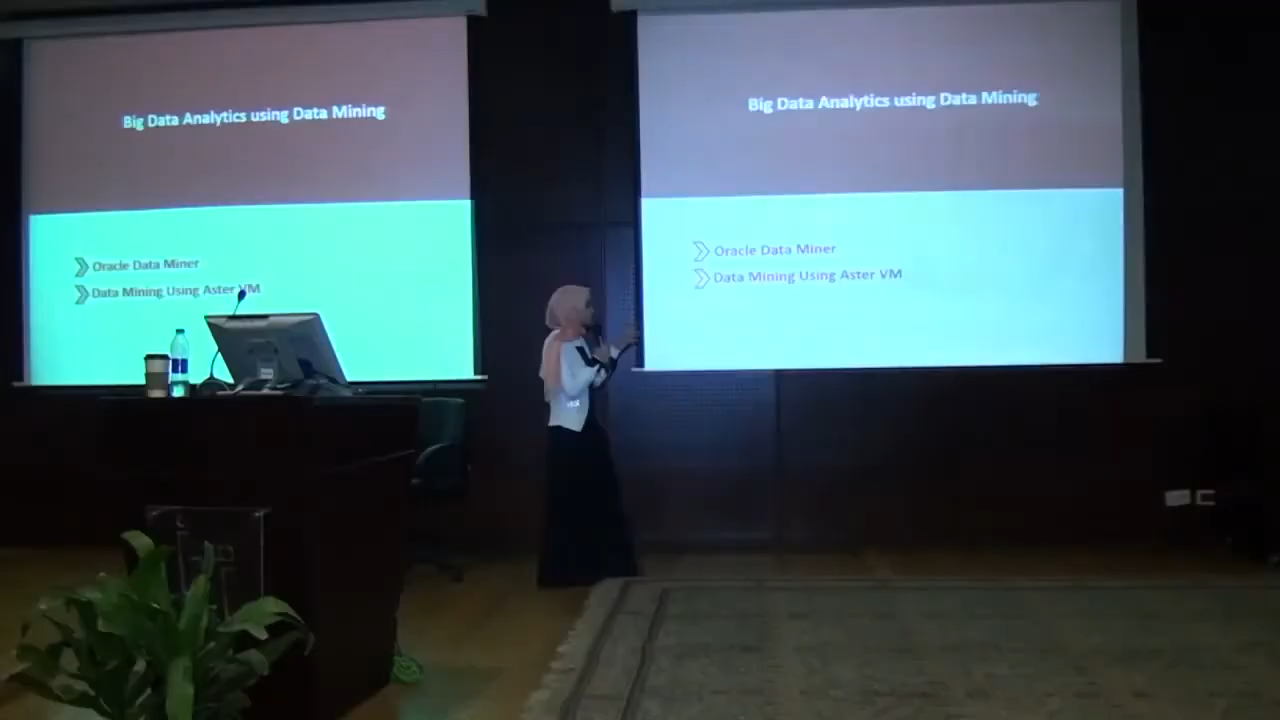 Big Data Analytics using Data Mining
Oracle Data Miner
Data Mining Using Aster VM
Big Data Analytics using Data Mining
Oracle Data Miner
Data Mining Using Aster VM